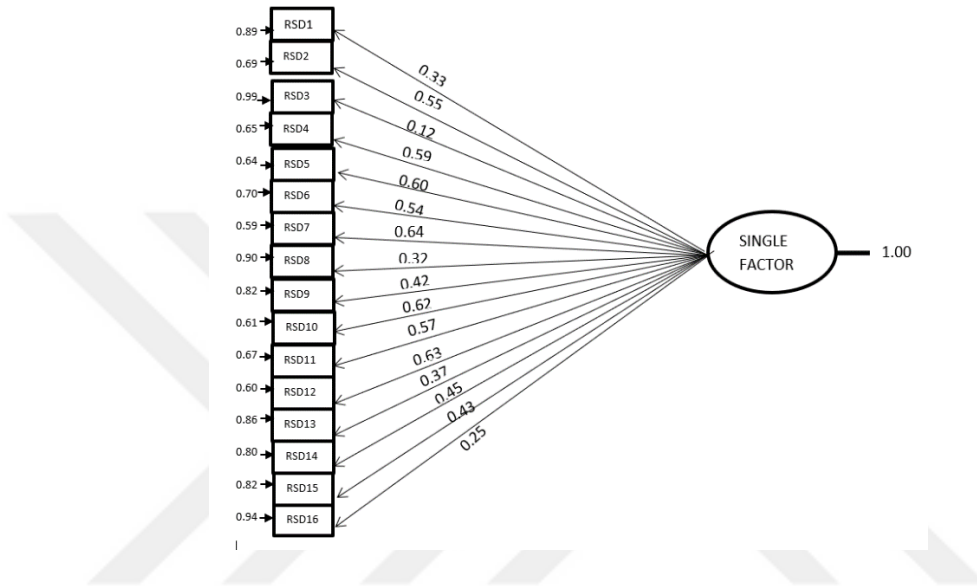 0.89 RSD1
0.69 RSD2
0.99 RSD3
0.65 RSD4
0.64 RSD5
0.70 RSD6
0.59 RSD7
0.90 RSD8
0.82 RSD9
0.61 RSD10
0.67 RSD11
0.60 RSD12
0.86 RSD13
0.80 RSD14
0.82 RSD15
0.94 RSD16
0.33
0.55
0.12
0.59
0.60
0.54
0.64
0.32
0.42
0.62
0.57
0.63
0.37
0.45
0.43
0.25
SINGLE
FACTOR
1.00